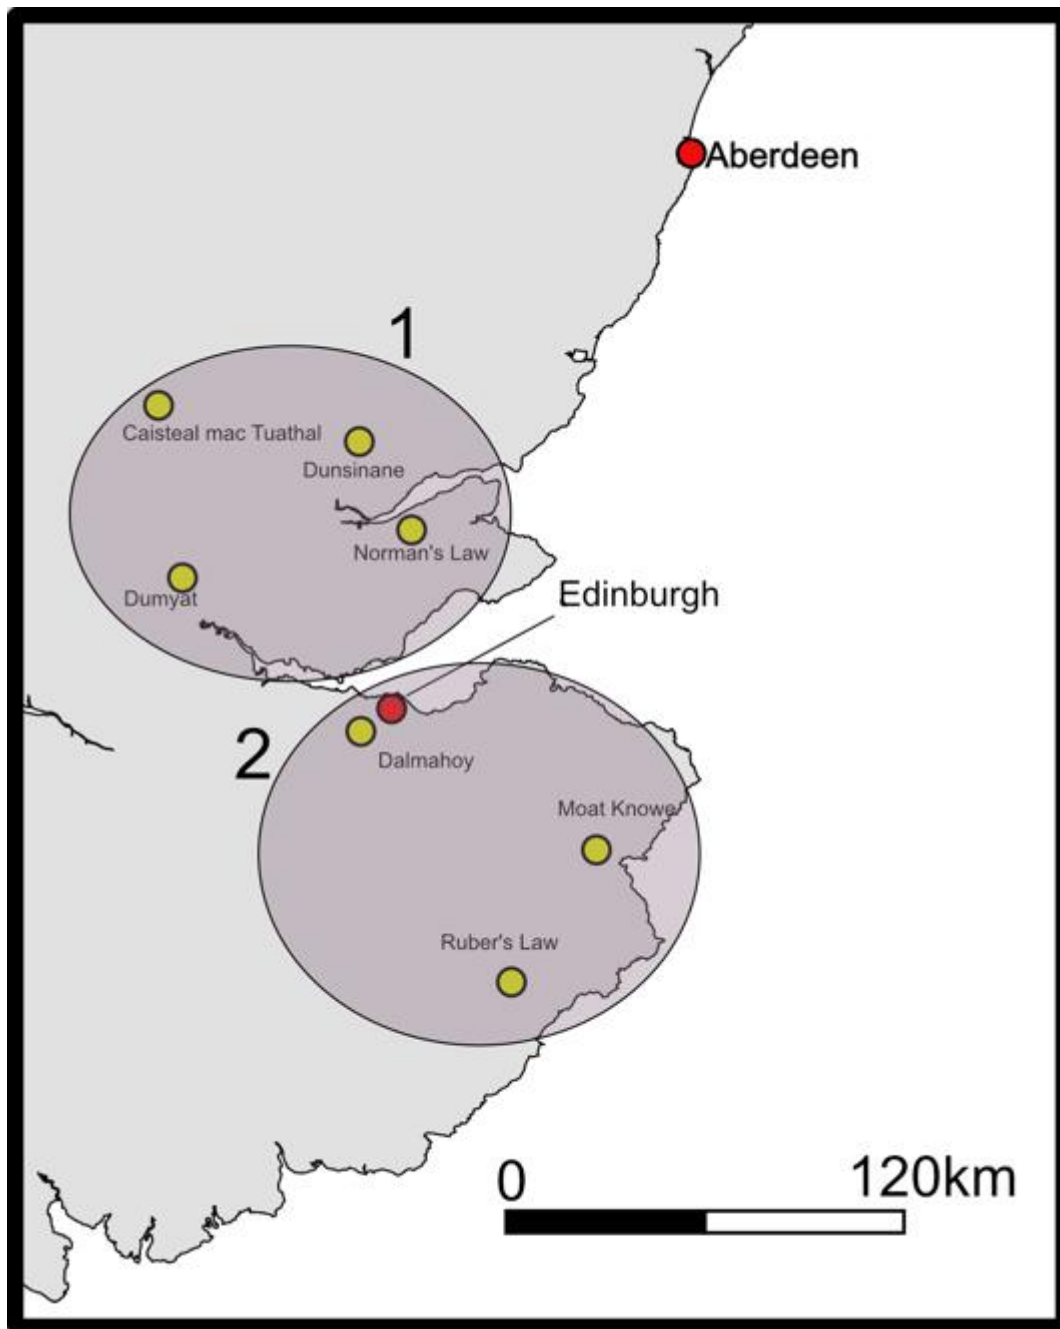 Aberdeen
1
Caisteal mac Tuathal
Dunsinane
Norman's Law
Dumyat
Edinburgh
2
Dalmahoy
Moat Knowe
Ruber's Law
0
120km